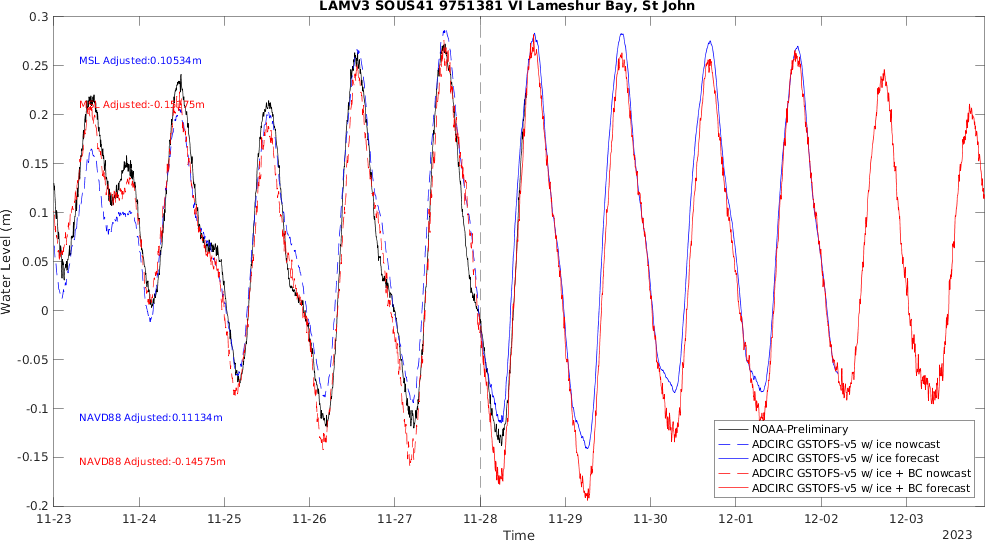 LAMV3 SOUS41 9751381 VI Lameshur Bay, St John
0.3
0.25
0.2
0.15
0.1
0.05
0
-0.05
-0.1
-0.15
-0.2
Water Level (m)
MSL Adjusted:0.10534m
Adjusted:
NAVD88 Adjusted:0.11134m
NAVD88 Adjusted:-0.14575m
NOAA-Preliminary
ADCIRC GSTOFS-v5 w/ ice nowcast
ADCIRC GSTOFS-v5 w/ ice forecast
ADCIRC GSTOFS-v5 w/ ice + BC nowcast
ADCIRC GSTOFS-v5 w/ ice + BC forecast
11-23
11-24
11-25
11-26
11-27
11-28
11-29
11-30
12-01
12-02
12-03
Time
2023